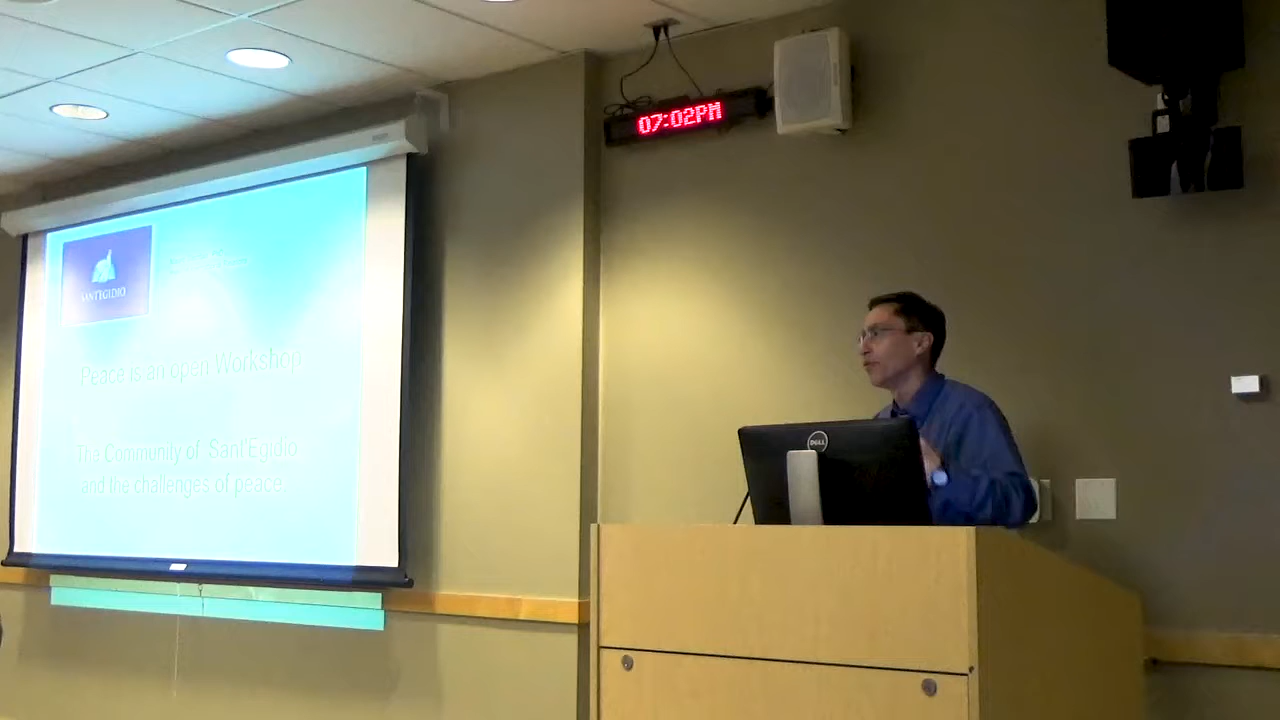 07:02PM
SANT'EGIDIO
Peace is an open Workshop
The Community of Sant'Egidio
and the challenges of peace.
DELL